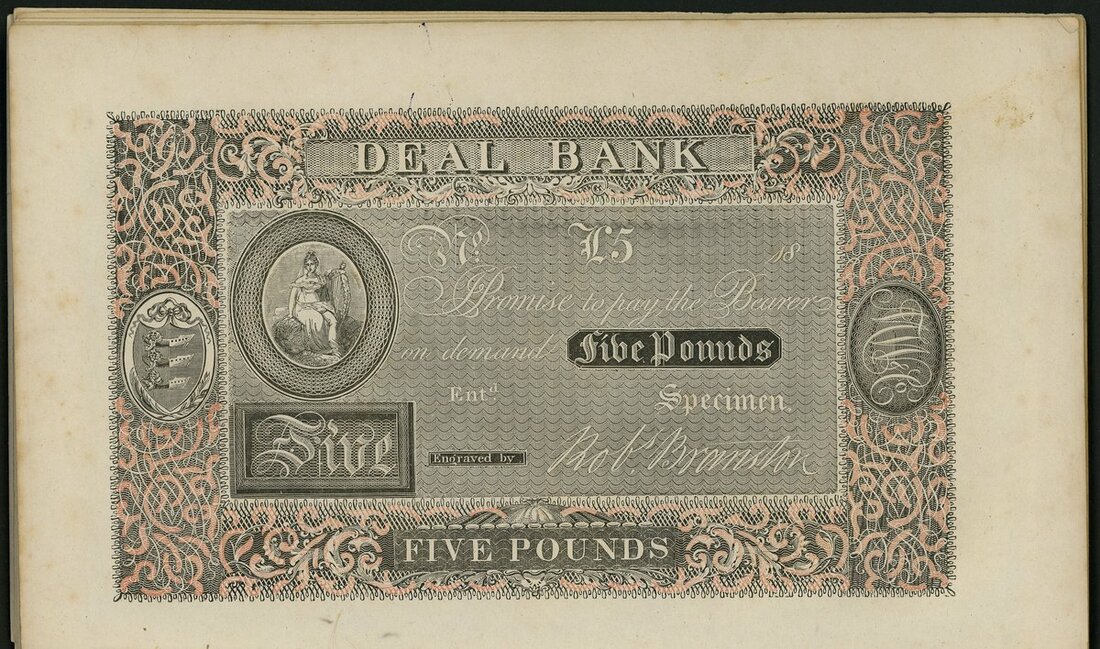 DEAL BANK
No. £5 18
I Promise to pay the Bearer
on demand Five Pounds
Entd Specimen.
Five Engraved by Robt Branston
FIVE POUNDS